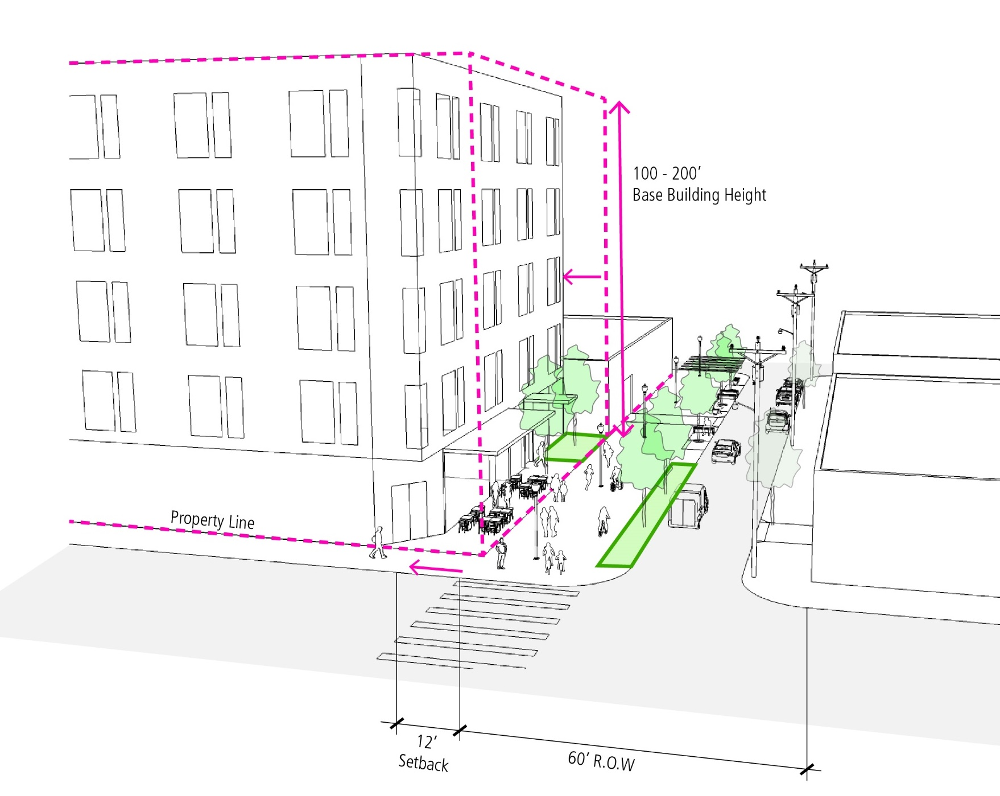 100 - 200’
Base Building Height
Property Line
12’
Setback
60’ R.O.W